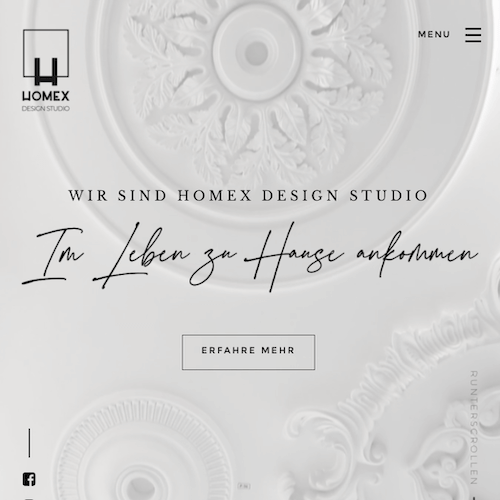 MENU
HOMEX
DESIGN STUDIO
WIR SIND HOMEX DESIGN STUDIO
Im Leben zu Hause ankommen
ERFAHRE MEHR
RUNTERSCROLLEN